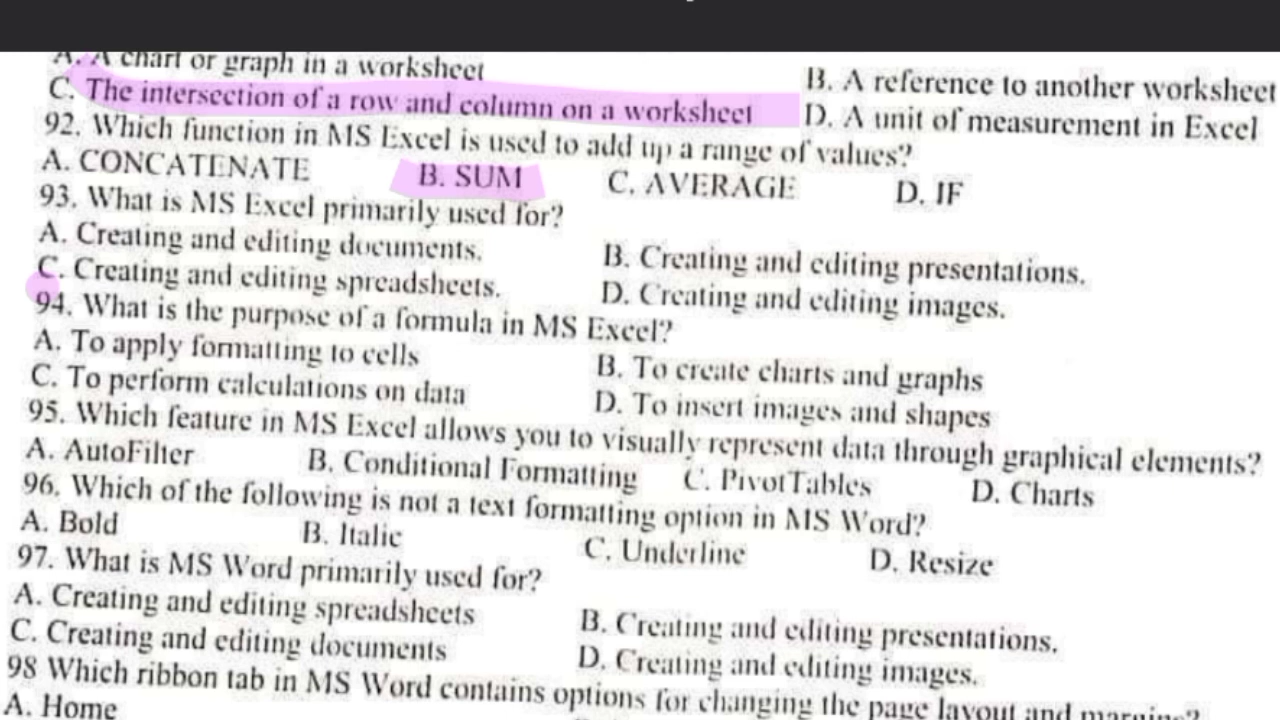 A. A chart or graph in a worksheet B. A reference to another worksheet
C. The intersection of a row and column on a worksheet D. A unit of measurement in Excel
92. Which function in MS Excel is used to add up a range of values?
A. CONCATENATE B. SUM C. AVERAGE D. IF
93. What is MS Excel primarily used for?
A. Creating and editing documents. B. Creating and editing presentations.
C. Creating and editing spreadsheets. D. Creating and editing images.
94. What is the purpose of a formula in MS Excel?
A. To apply formatting to cells B. To create charts and graphs
C. To perform calculations on data D. To insert images and shapes
95. Which feature in MS Excel allows you to visually represent data through graphical elements?
A. AutoFilter B. Conditional Formatting C. PivotTables D. Charts
96. Which of the following is not a text formatting option in MS Word?
A. Bold B. Italic C. Underline D. Resize
97. What is MS Word primarily used for?
A. Creating and editing spreadsheets B. Creating and editing presentations.
C. Creating and editing documents D. Creating and editing images.
98 Which ribbon tab in MS Word contains options for changing the page layout and margins?
A. Home